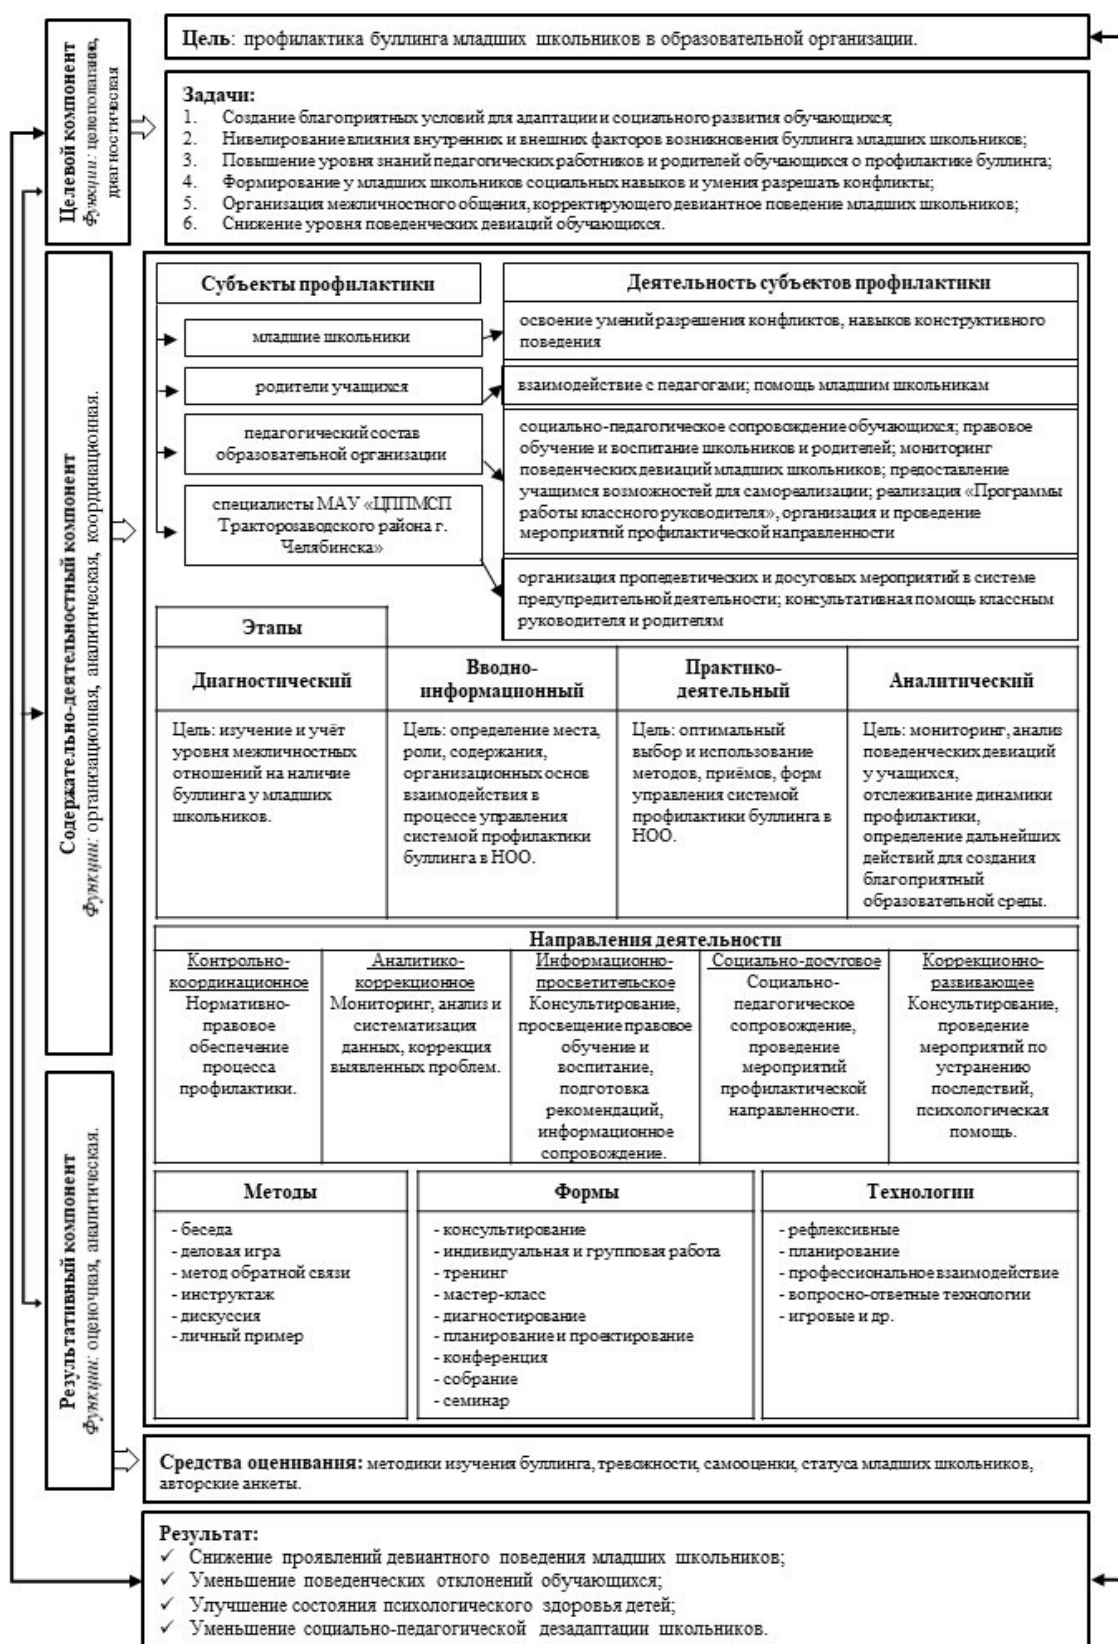 Целевой компонент
Функции: целеполагание,
диагностическая
Цель: профилактика буллинга младших школьников в образовательной организации.
Задачи:
1. Создание благоприятных условий для адаптации и социального развития обучающихся;
2. Нивелирование влияния внутренних и внешних факторов возникновения буллинга младших школьников;
3. Повышение уровня знаний педагогических работников и родителей обучающихся о профилактике буллинга;
4. Формирование у младших школьников социальных навыков и умения разрешать конфликты;
5. Организация межличностного общения, корректирующего девиантное поведение младших школьников;
6. Снижение уровня поведенческих девиаций обучающихся.
Содержательно-деятельностный компонент
Функции: организационная, аналитическая, координационная.
Субъекты профилактики
младшие школьники
родители учащихся
педагогический состав
образовательной организации
специалисты МАУ «ЦППМСП
Тракторозаводского района г.
Челябинска»
Деятельность субъектов профилактики
освоение умений разрешения конфликтов, навыков конструктивного
поведения
взаимодействие с педагогами; помощь младшим школьникам
социально-педагогическое сопровождение обучающихся; правовое
обучение и воспитание школьников и родителей; мониторинг
поведенческих девиаций младших школьников; предоставление
учащимся возможностей для самореализации; реализация «Программы
работы классного руководителя», организация и проведение
мероприятий профилактической направленности
организация пропедевтических и досуговых мероприятий в системе
предупредительной деятельности; консультативная помощь классным
руководителя и родителям
Этапы
Диагностический
Цель: изучение и учёт
уровня межличностных
отношений на наличие
буллинга у младших
школьников.
Вводно-
информационный
Цель: определение места,
роли, содержания,
организационных основ
взаимодействия в
процессе управления
системой профилактики
буллинга в НОО.
Практико-
деятельный
Цель: оптимальный
выбор и использование
методов, приёмов, форм
управления системой
профилактики буллинга в
НОО.
Аналитический
Цель: мониторинг, анализ
поведенческих девиаций
у учащихся,
отслеживание динамики
профилактики,
определение дальнейших
действий для создания
благоприятный
образовательной среды.
Направления деятельности
Контрольно-
координационное
Нормативно-
правовое
обеспечение
процесса
профилактики.
Аналитико-
коррекционное
Мониторинг, анализ и
систематизация
данных, коррекция
выявленных проблем.
Информационно-
просветительское
Консультирование,
просвещение правовое
обучение и
воспитание,
подготовка
рекомендаций,
информационное
сопровождение.
Социально-досуговое
Социально-
педагогическое
сопровождение,
проведение
мероприятий
профилактической
направленности.
Коррекционно-
развивающее
Консультирование,
проведение
мероприятий по
устранению
последствий,
психологическая
помощь.
Методы
- беседа
- деловая игра
- метод обратной связи
- инструктаж
- дискуссия
- личный пример
Формы
- консультирование
- индивидуальная и групповая работа
- тренинг
- мастер-класс
- диагностирование
- планирование и проектирование
- конференция
- собрание
- семинар
Технологии
- рефлексивные
- планирование
- профессиональное взаимодействие
- вопросно-ответные технологии
- игровые и др.
Результативный компонент
Функции: оценочная, аналитическая.
Средства оценивания: методики изучения буллинга, тревожности, самооценки, статуса младших школьников,
авторские анкеты.
Результат:
✓ Снижение проявлений девиантного поведения младших школьников;
✓ Уменьшение поведенческих отклонений обучающихся;
✓ Улучшение состояния психологического здоровья детей;
✓ Уменьшение социально-педагогической дезадаптации школьников.